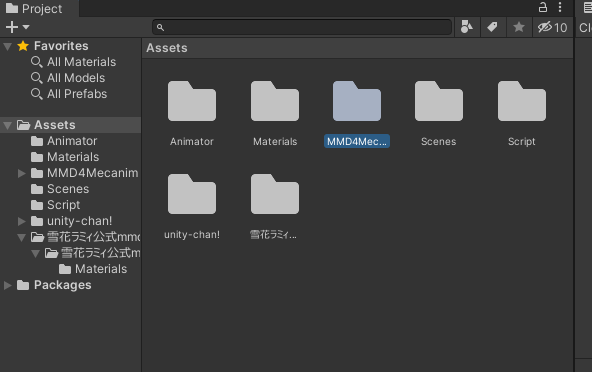 Project
10
Cl
Favorites
All Materials
All Models
All Prefabs
Assets
Animator
Materials
MMD4Mecanim
Scenes
Script
unity-chan!
雪花ラミィ公式mmd
雪花ラミィ公式m
Materials
Packages
Assets
Animator
Materials
MMD4Mec...
Scenes
Script
unity-chan!
雪花ラミィ...